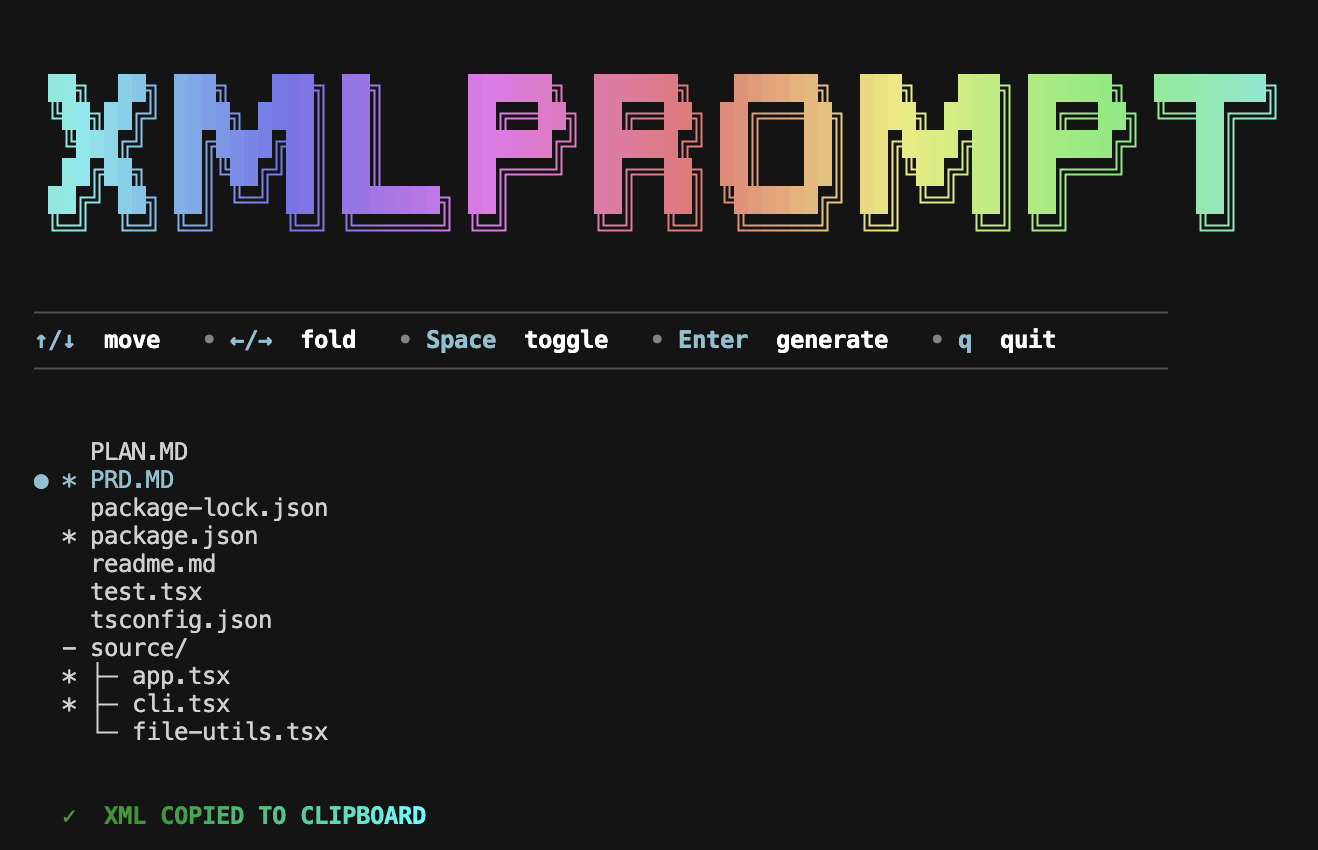 XMLPROMPT
↑/↓ move • ←/→ fold • Space toggle • Enter generate • q quit
PLAN.MD
● * PRD.MD
package-lock.json
* package.json
readme.md
test.tsx
tsconfig.json
- source/
* ├─ app.tsx
* ├─ cli.tsx
└─ file-utils.tsx
✓ XML COPIED TO CLIPBOARD